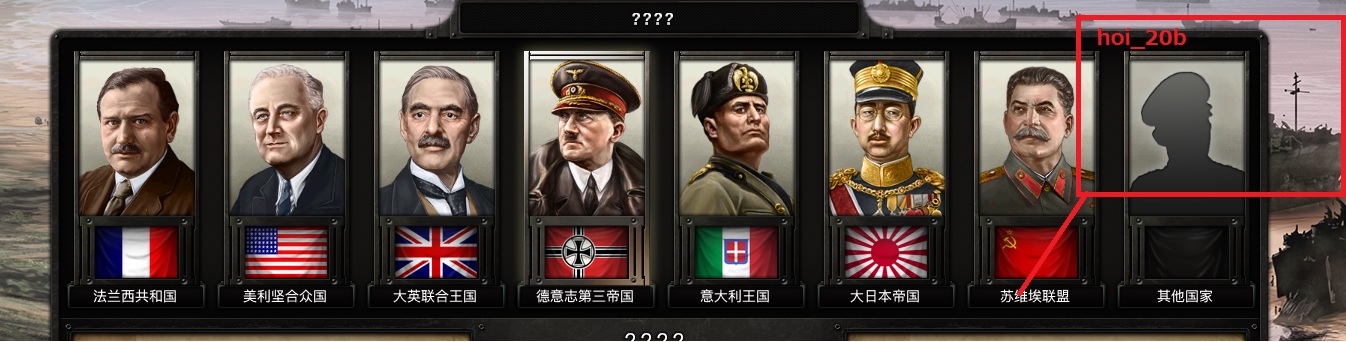 ????
hoi_20b
法兰西共和国
美利坚合众国
大英联合王国
德意志第三帝国
意大利王国
大日本帝国
苏维埃联盟
其他国家
????